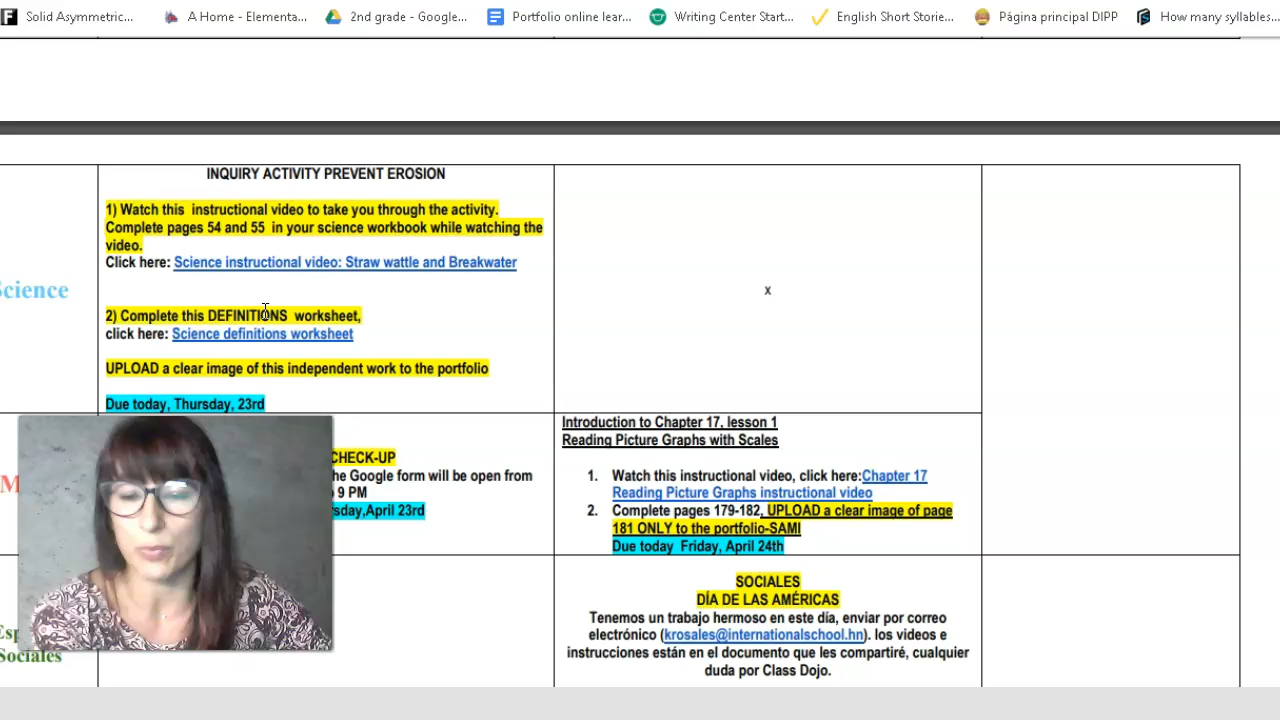 Solid Asymmetric...
A Home - Elementa...
2nd grade - Google...
Portfolio online lear...
Writing Center Start...
English Short Storie...
Página principal DIPP
How many syllables...
INQUIRY ACTIVITY PREVENT EROSION
1) Watch this instructional video to take you through the activity.
Complete pages 54 and 55 in your science workbook while watching the
video.
Click here: Science instructional video: Straw wattle and Breakwater
2) Complete this DEFINITIONS worksheet,
click here: Science definitions worksheet
UPLOAD a clear image of this independent work to the portfolio
Due today, Thursday, 23rd
Science
x
CHECK-UP
he Google form will be open from
9 PM
sday,April 23rd
M
Introduction to Chapter 17, lesson 1
Reading Picture Graphs with Scales
1. Watch this instructional video, click here:Chapter 17
Reading Picture Graphs instructional video
2. Complete pages 179-182, UPLOAD a clear image of page
181 ONLY to the portfolio-SAMI
Due today Friday, April 24th
Esp
Sociales
SOCIALES
DÍA DE LAS AMÉRICAS
Tenemos un trabajo hermoso en este día, enviar por correo
electrónico (krosales@internationalschool.hn). los videos e
instrucciones están en el documento que les compartiré, cualquier
duda por Class Dojo.